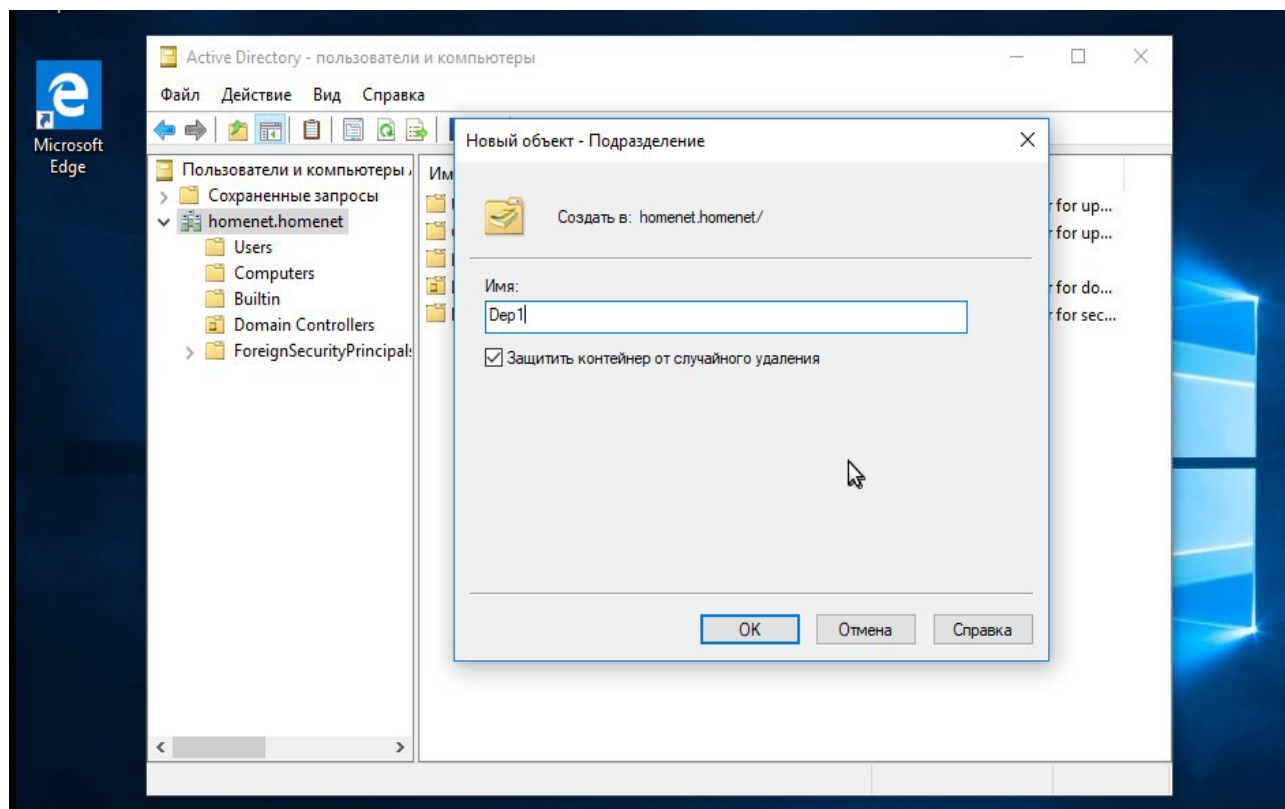 Microsoft
Edge
Active Directory - пользователи и компьютеры
Файл Действие Вид Справка
Пользователи и компьютеры
Сохраненные запросы
homenet.homenet
Users
Computers
Builtin
Domain Controllers
ForeignSecurityPrincipals
Им
Новый объект - Подразделение
Создать в: homenet.homenet/
Имя:
Dep1
Защитить контейнер от случайного удаления
ОК Отмена Справка
r for up...
r for up...
r for do...
r for sec...